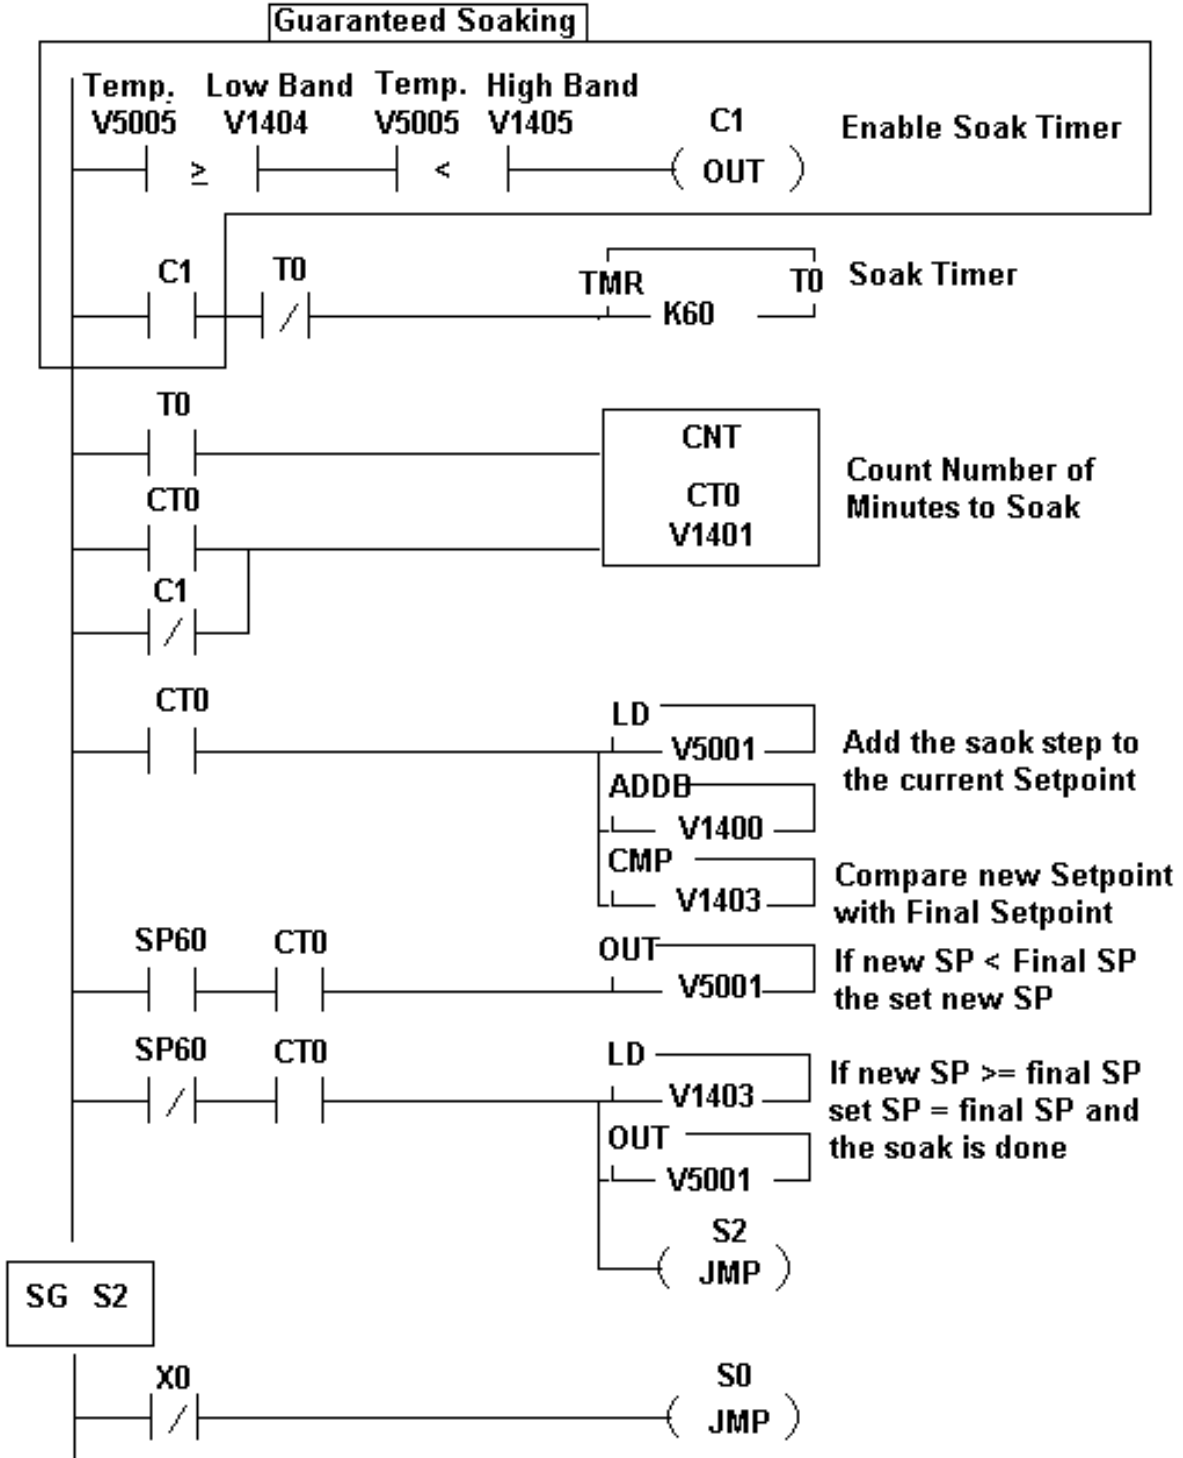 Guaranteed Soaking
Temp. Low Band Temp. High Band
V5005 V1404 V5005 V1405 C1
≥ < ( OUT ) Enable Soak Timer
C1 T0 TMR T0 Soak Timer
K60
T0
CNT
CT0
CT0
V1401
Count Number of
Minutes to Soak
C1
CT0
LD
V5001
Add the saok step to
the current Setpoint
ADDB
V1400
CMP
V1403
Compare new Setpoint
with Final Setpoint
SP60 CT0 OUT
V5001
If new SP < Final SP
the set new SP
SP60 CT0 LD
V1403
If new SP >= final SP
set SP = final SP and
the soak is done
OUT
V5001
S2
( JMP )
SG S2
X0 S0
( JMP )